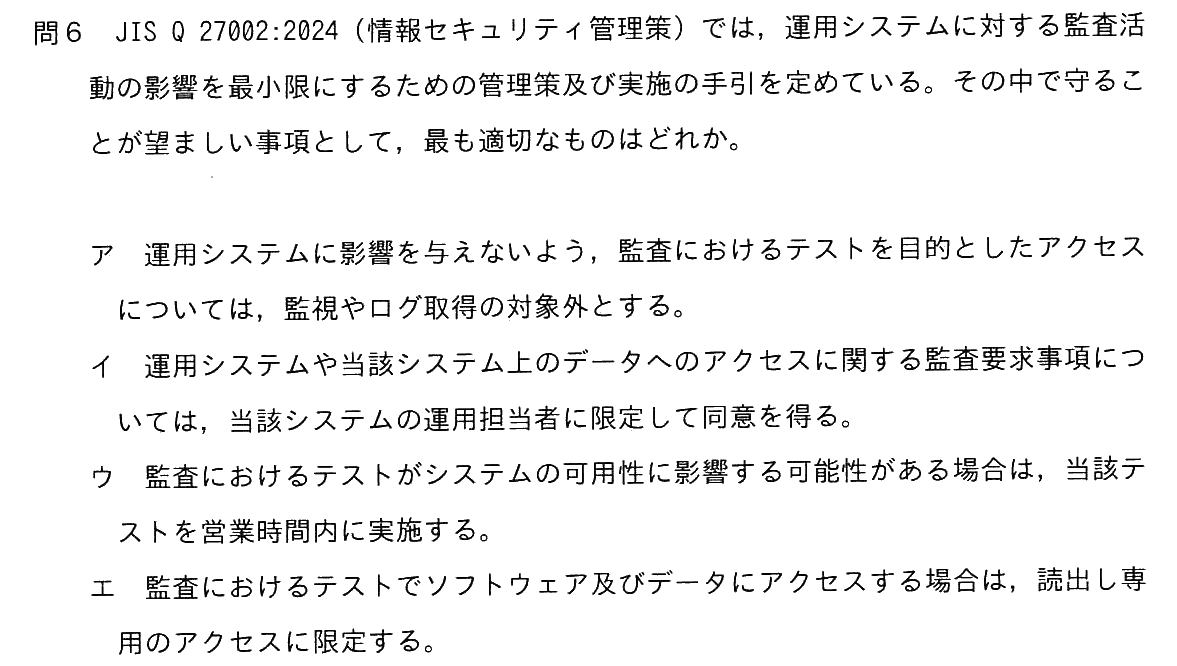 問６　JIS Q 27002:2024（情報セキュリティ管理策）では，運用システムに対する監査活
動の影響を最小限にするための管理策及び実施の手引を定めている。その中で守るこ
とが望ましい事項として，最も適切なものはどれか。
ア　運用システムに影響を与えないよう，監査におけるテストを目的としたアクセス
については，監視やログ取得の対象外とする。
イ　運用システムや当該システム上のデータへのアクセスに関する監査要求事項につ
いては，当該システムの運用担当者に限定して同意を得る。
ウ　監査におけるテストがシステムの可用性に影響する可能性がある場合は，当該テ
ストを営業時間内に実施する。
エ　監査におけるテストでソフトウェア及びデータにアクセスする場合は，読出し専
用のアクセスに限定する。